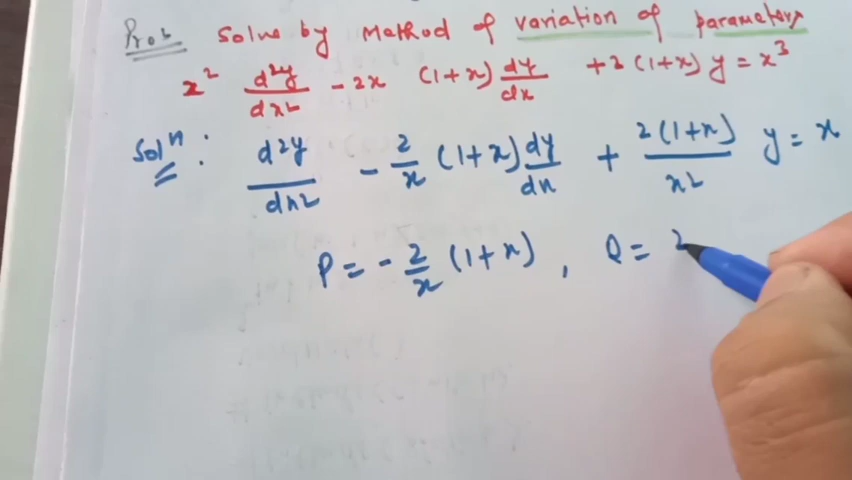 Prob Solve by Method of variation of parameters
x² d²y/dx² - 2x (1+x) dy/dx + 2(1+x) y = x³
Solⁿ: d²y/dx² - 2/x (1+x) dy/dx + 2(1+x)/x² y = x
P = - 2/x (1+x), Q = 2